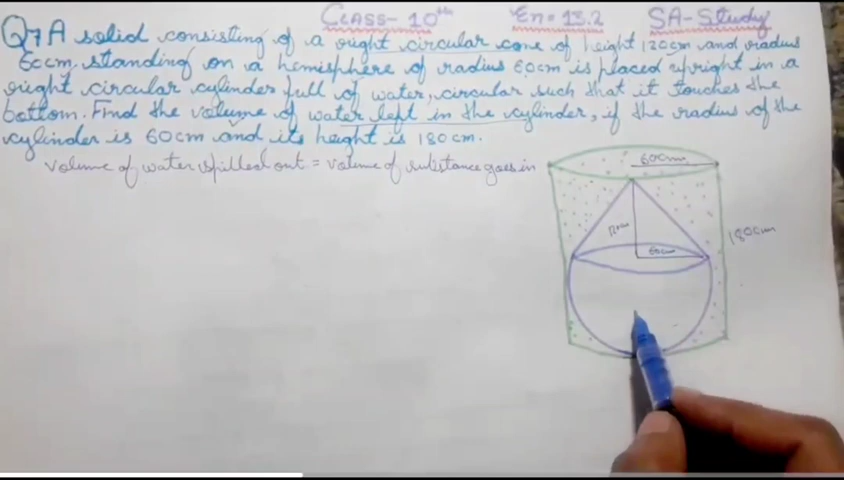 CLASS-10th Ex=13.2 SA-Study
Q7 A solid consisting of a right circular cone of height 120cm and radius
60cm standing on a hemisphere of radius 60cm is placed upright in a
right circular cylinder full of water, circular such that it touches the
bottom. Find the volume of water left in the cylinder, if the radius of the
cylinder is 60cm and its height is 180cm.
volume of water spilled out = volume of substance goes in
60cm
120cm
180cm
60cm